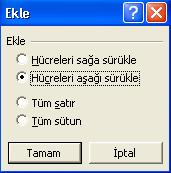 Ekle
Ekle
Hücreleri sağa sürükle
Hücreleri aşağı sürükle
Tüm satır
Tüm sütun
Tamam
İptal